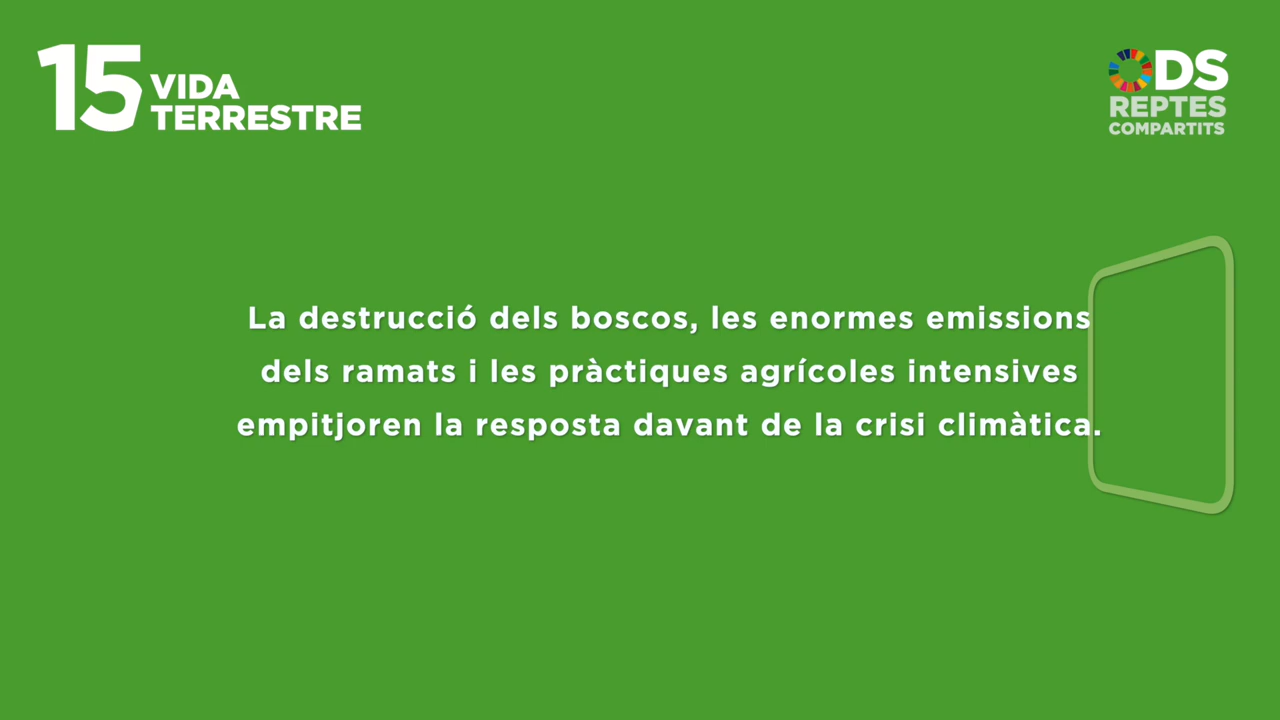 15 VIDA
TERRESTRE
ODS
REPTES
COMPARTITS
La destrucció dels boscos, les enormes emissions
dels ramats i les pràctiques agrícoles intensives
empitjoren la resposta davant de la crisi climàtica.